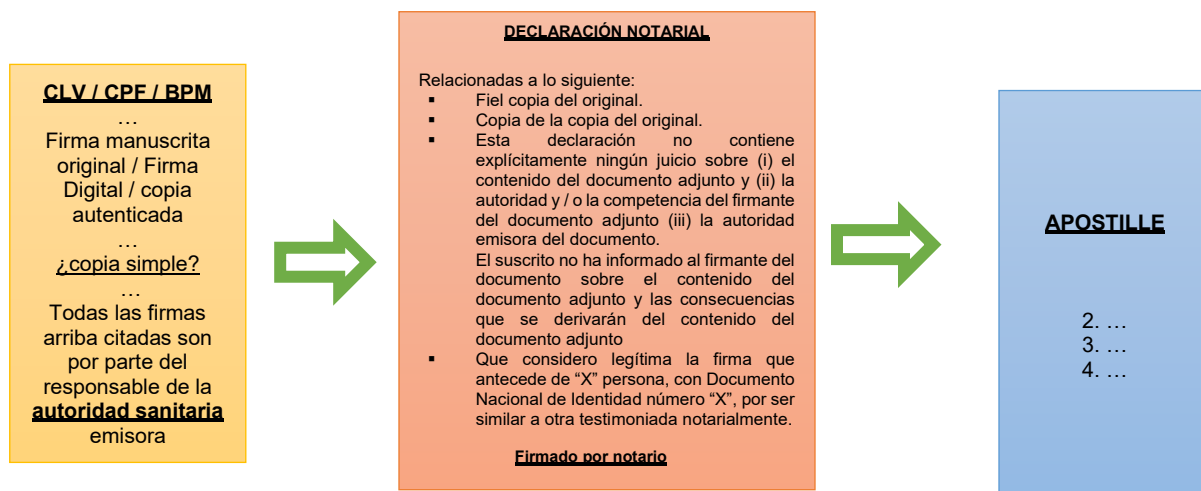 CLV / CPF / BPM
…
Firma manuscrita
original / Firma
Digital / copia
autenticada
…
¿copia simple?
…
Todas las firmas
arriba citadas son
por parte del
responsable de la
autoridad sanitaria
emisora
DECLARACIÓN NOTARIAL
Relacionadas a lo siguiente:
▪ Fiel copia del original.
▪ Copia de la copia del original.
▪ Esta declaración no contiene
explícitamente ningún juicio sobre (i) el
contenido del documento adjunto y (ii) la
autoridad y / o la competencia del firmante
del documento adjunto (iii) la autoridad
emisora del documento.
El suscrito no ha informado al firmante del
documento sobre el contenido del
documento adjunto y las consecuencias
que se derivarán del contenido del
documento adjunto
▪ Que considero legítima la firma que
antecede de “X” persona, con Documento
Nacional de Identidad número “X”, por ser
similar a otra testimoniada notarialmente.
Firmado por notario
APOSTILLE
2. …
3. …
4. …